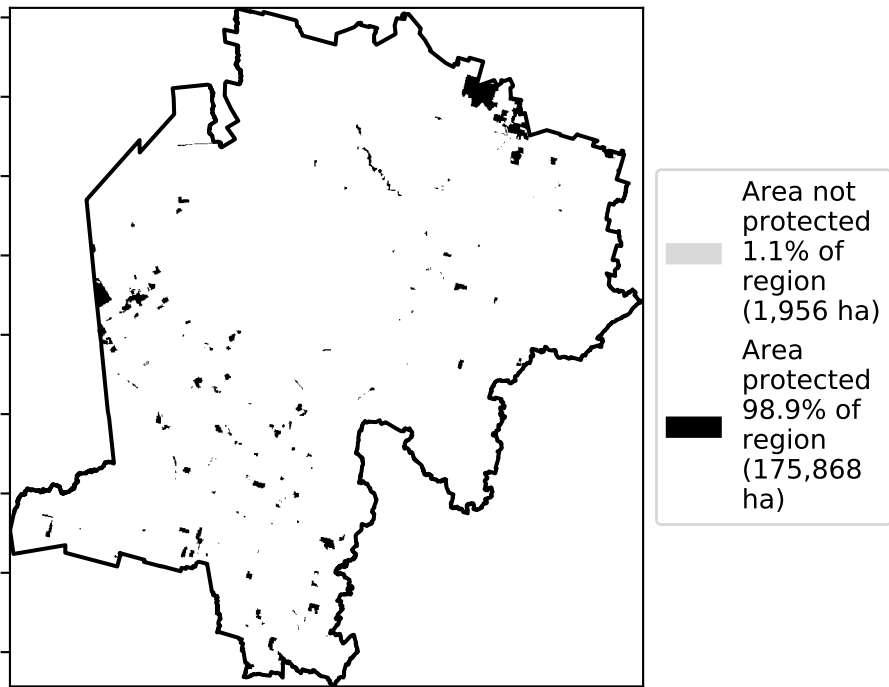 Area not
protected
1.1% of
region
(1,956 ha)
Area
protected
98.9% of
region
(175,868
ha)